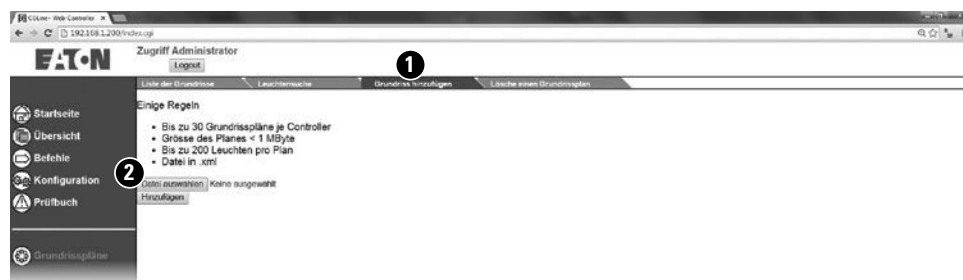 CGLine- Web-Controller
192.168.1.200/index.cgi
EATON
Zugriff Administrator
Logout
1
Liste der Grundrisse
Leuchtensuche
Grundriss hinzufügen
Lösche einen Grundrissplan
Startseite
Übersicht
Befehle
Konfiguration
Prüfbuch
Grundrisspläne
Einige Regeln
• Bis zu 30 Grundrisspläne je Controller
• Grösse des Planes < 1 MByte
• Bis zu 200 Leuchten pro Plan
• Datei in .xml
2
Datei auswählen Keine ausgewählt
Hinzufügen